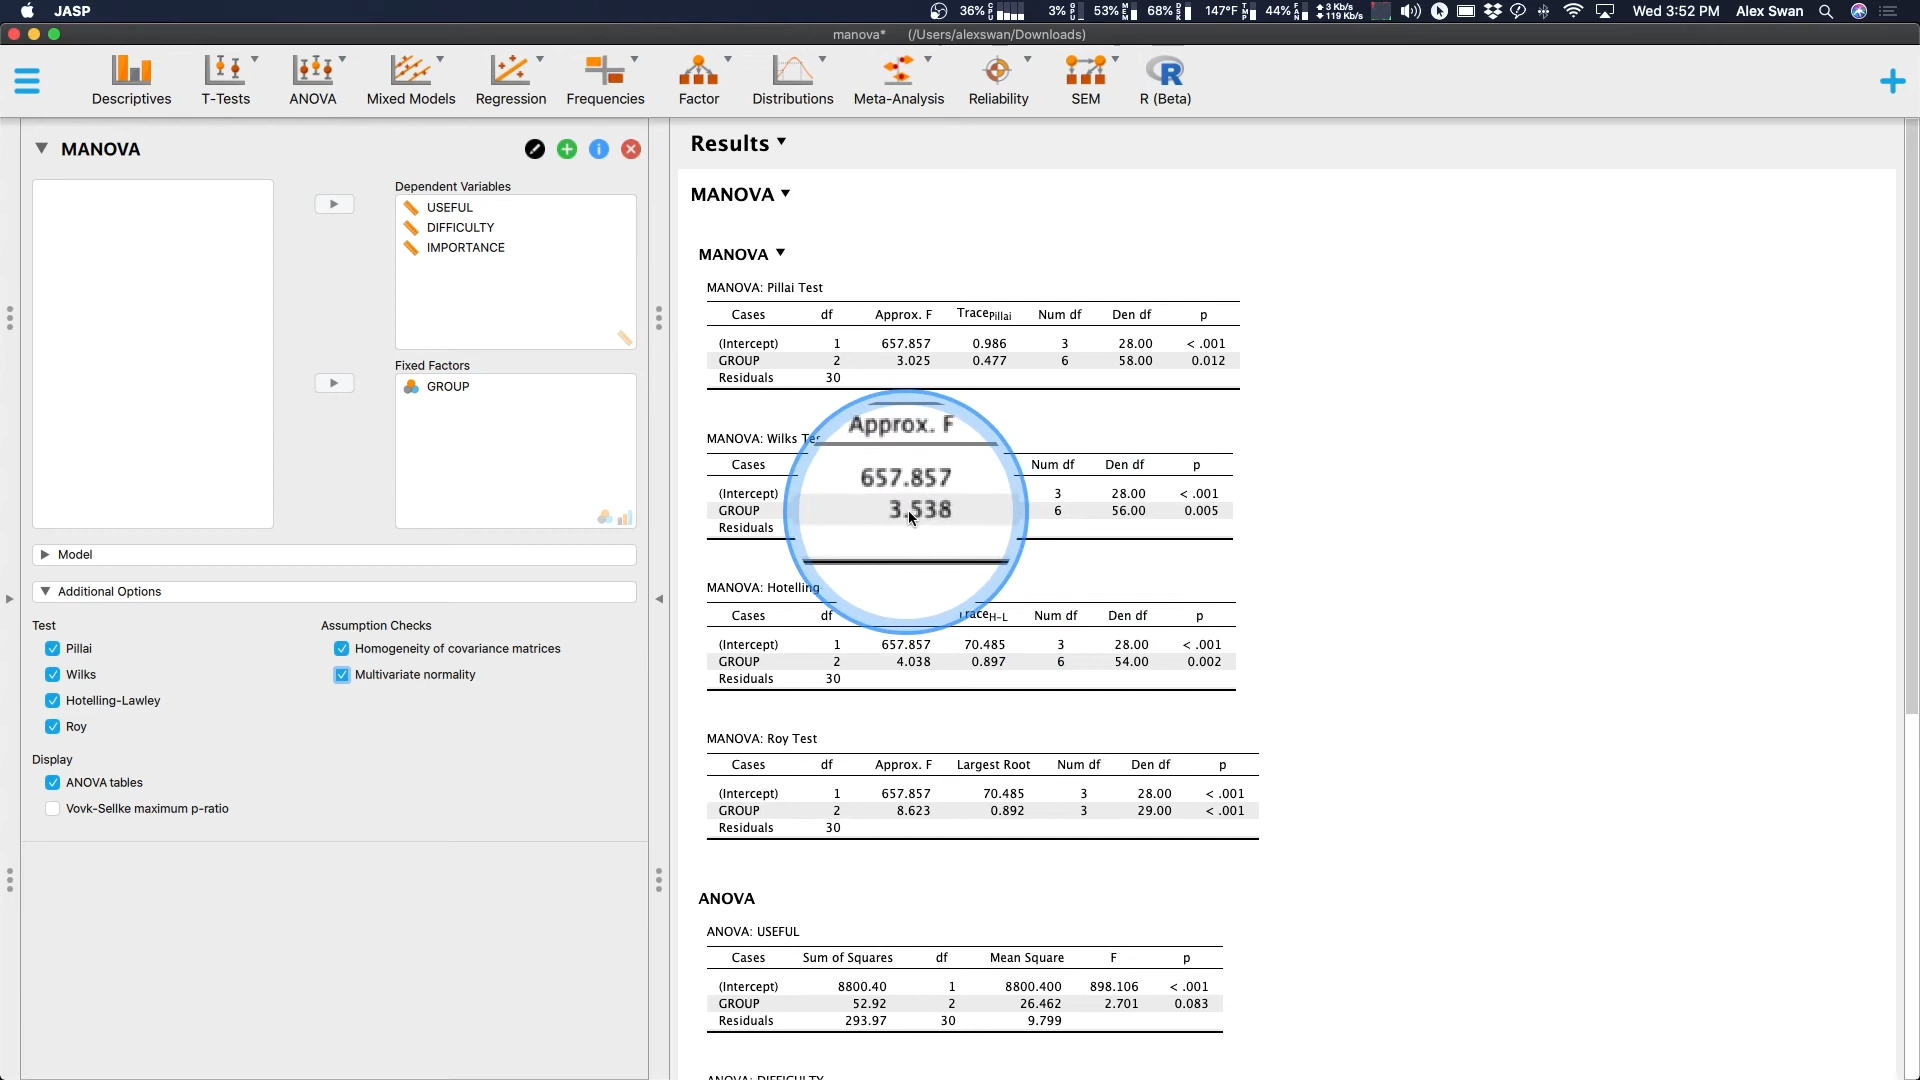 JASP
36%
3%
53%
68%
147°F
44%
3 Kb/s
119 Kb/s
Wed 3:52 PM
Alex Swan
manova* (/Users/alexswan/Downloads)
Descriptives
T-Tests
ANOVA
Mixed Models
Regression
Frequencies
Factor
Distributions
Meta-Analysis
Reliability
SEM
R (Beta)
MANOVA
Dependent Variables
USEFUL
DIFFICULTY
IMPORTANCE
Fixed Factors
GROUP
Model
Additional Options
Test
Pillai
Wilks
Hotelling-Lawley
Roy
Assumption Checks
Homogeneity of covariance matrices
Multivariate normality
Display
ANOVA tables
Vovk-Sellke maximum p-ratio
Results
MANOVA
MANOVA
MANOVA: Pillai Test
Cases df Approx. F Trace Pillai Num df Den df p
(Intercept) 1 657.857 0.986 3 28.00 < .001
GROUP 2 3.025 0.477 6 58.00 0.012
Residuals 30
MANOVA: Wilks
Cases Approx. F Num df Den df p
(Intercept) 657.857 3 28.00 < .001
GROUP 3.538 6 56.00 0.005
Residuals
MANOVA: Hotelling
Cases df H-L Num df Den df p
(Intercept) 1 657.857 70.485 3 28.00 < .001
GROUP 2 4.038 0.897 6 54.00 0.002
Residuals 30
MANOVA: Roy Test
Cases df Approx. F Largest Root Num df Den df p
(Intercept) 1 657.857 70.485 3 28.00 < .001
GROUP 2 8.623 0.892 3 29.00 < .001
Residuals 30
ANOVA
ANOVA: USEFUL
Cases Sum of Squares df Mean Square F p
(Intercept) 8800.40 1 8800.400 898.106 < .001
GROUP 52.92 2 26.462 2.701 0.083
Residuals 293.97 30 9.799